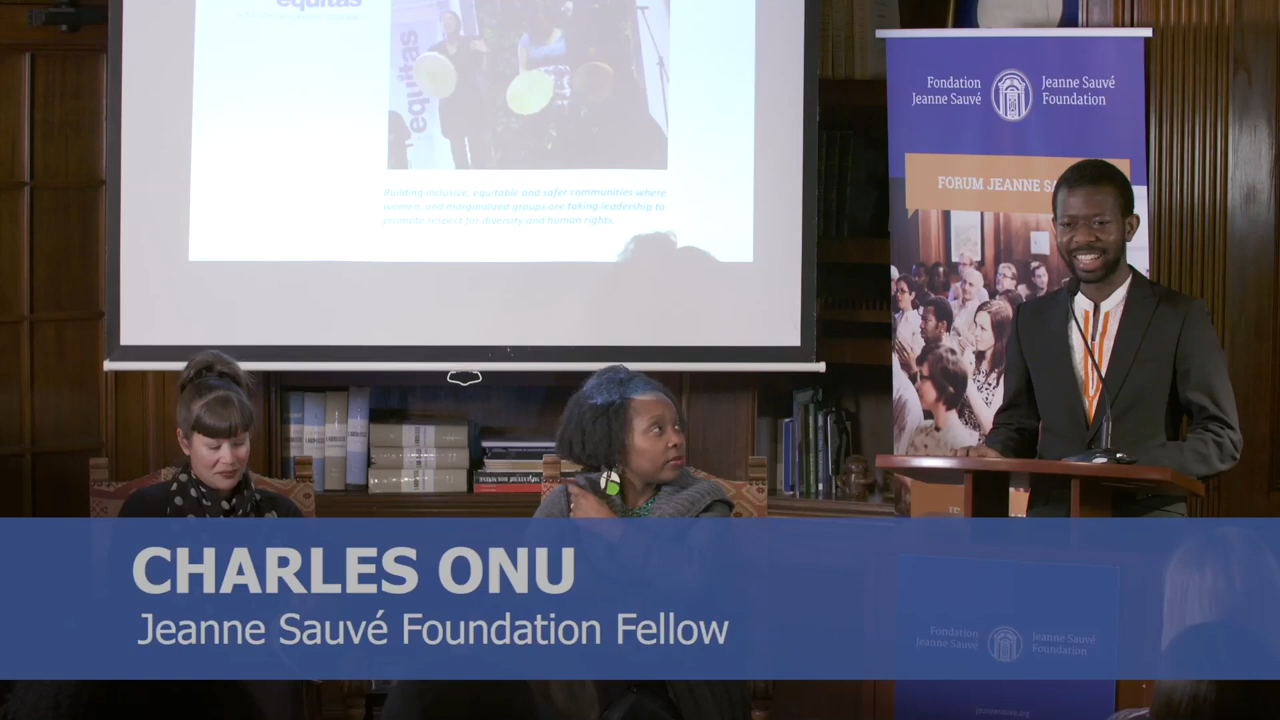 equitas
equitas
Building inclusive, equitable and safer communities where
women, and marginalized groups are taking leadership to
promote respect for diversity and human rights.
Fondation
Jeanne Sauvé
Jeanne Sauvé
Foundation
FORUM JEANNE SA
CHARLES ONU
Jeanne Sauvé Foundation Fellow
Fondation
Jeanne Sauvé
Jeanne Sauvé
Foundation
jeannesauve.org